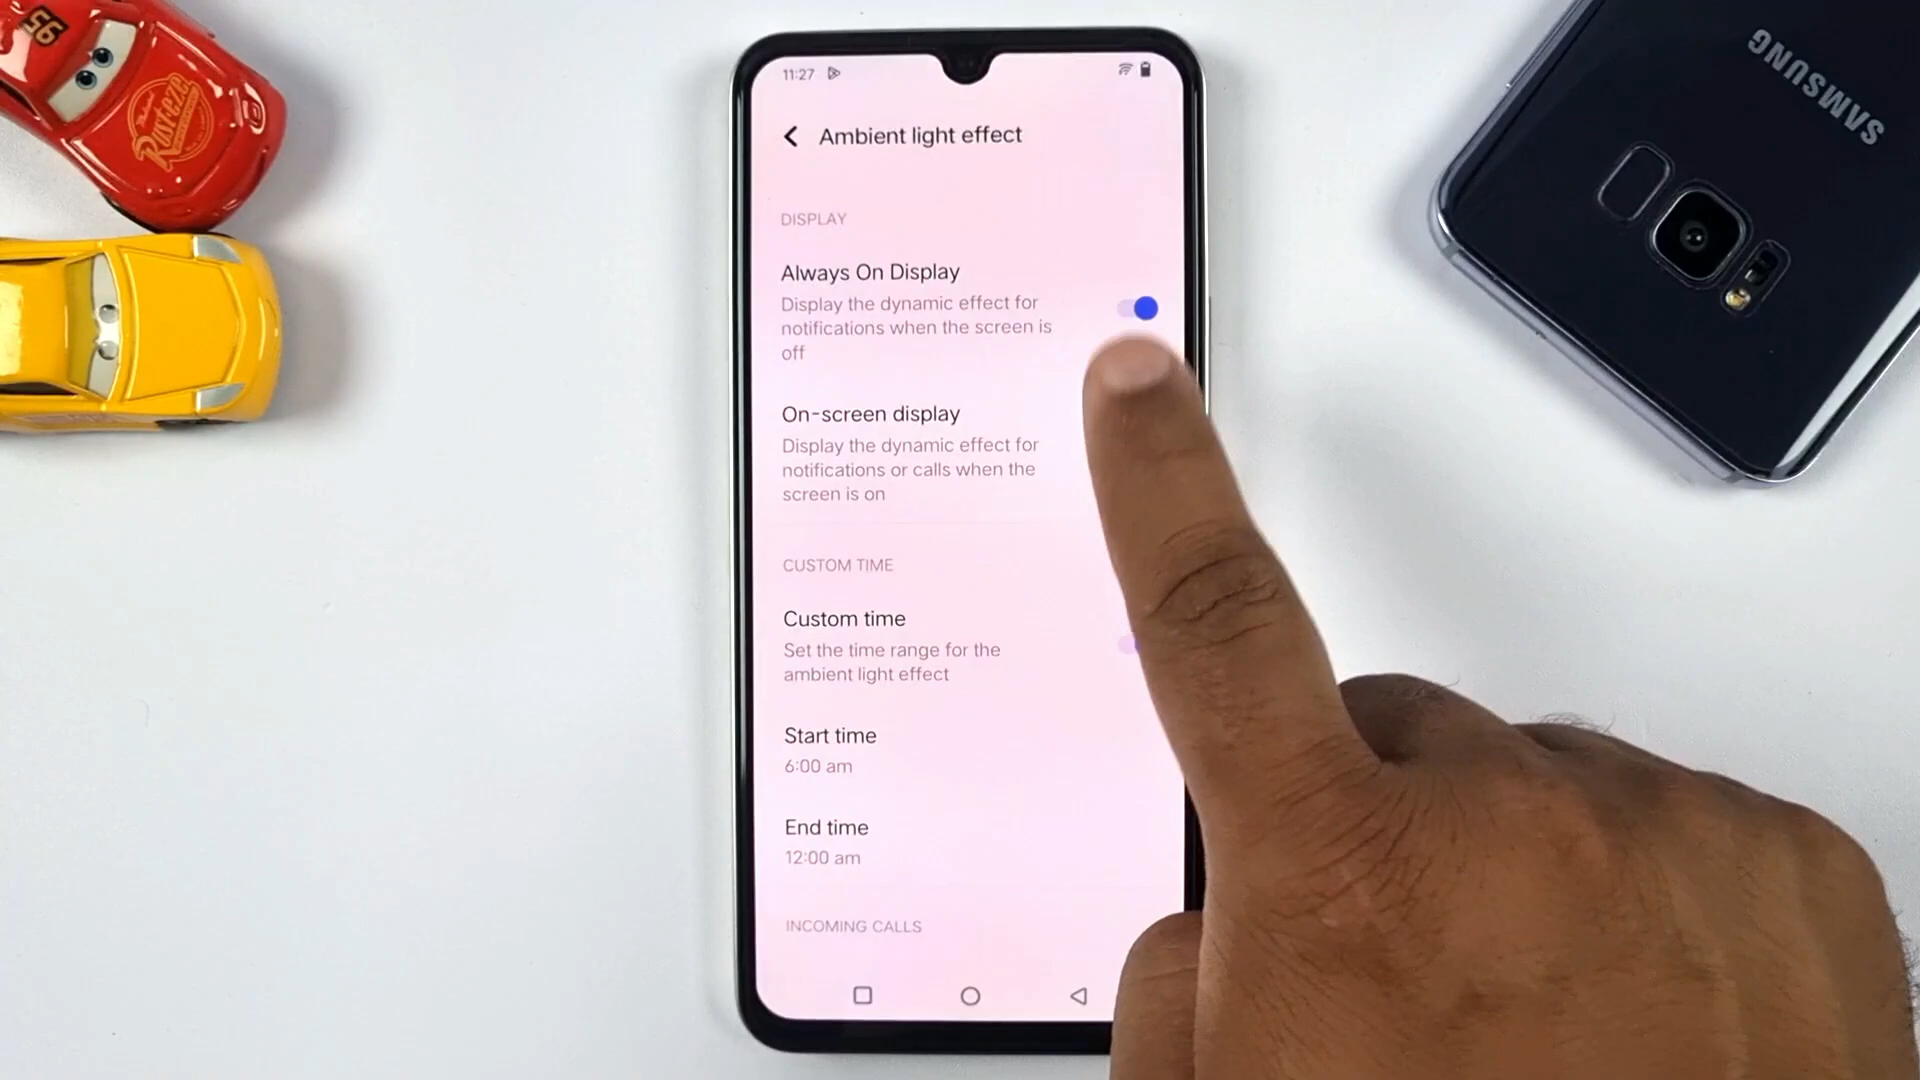 95
Rust-eze
SAMSUNG
11:27
Ambient light effect
DISPLAY
Always On Display
Display the dynamic effect for
notifications when the screen is
off
On-screen display
Display the dynamic effect for
notifications or calls when the
screen is on
CUSTOM TIME
Custom time
Set the time range for the
ambient light effect
Start time
6:00 am
End time
12:00 am
INCOMING CALLS